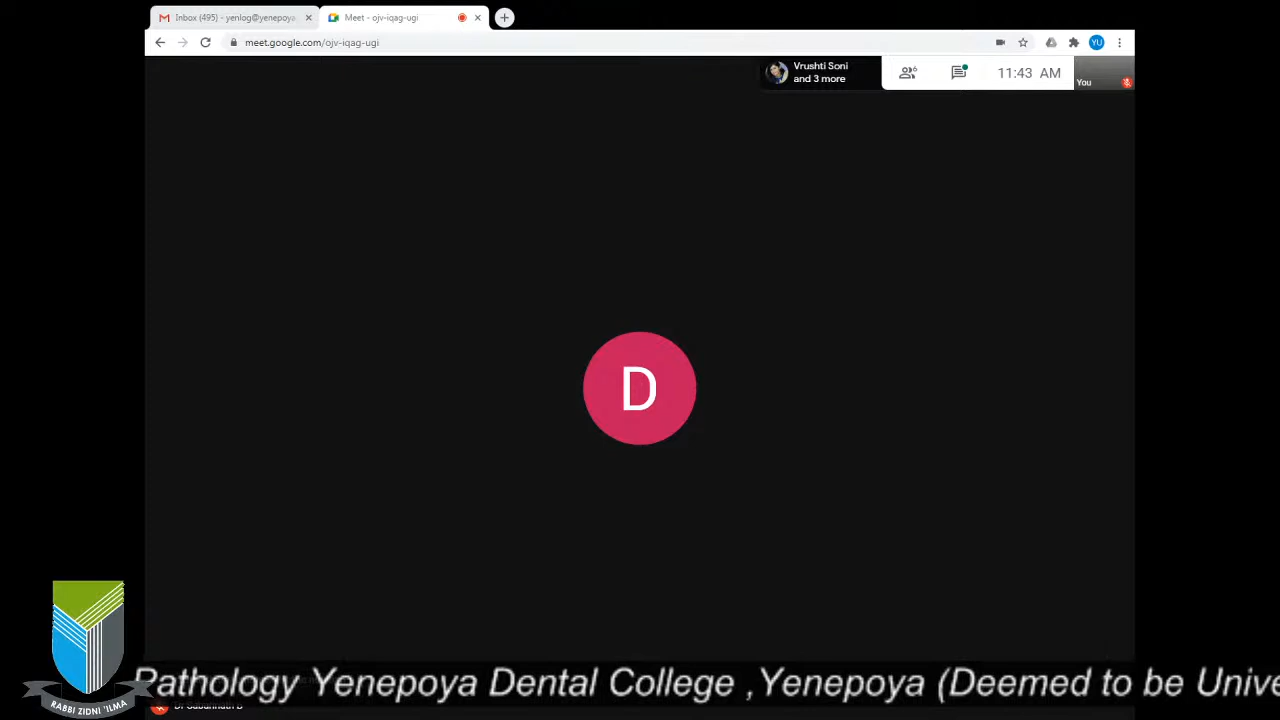 Inbox (495) - yenlog@yenepoya
Meet - ojv-iqag-ugi
meet.google.com/ojv-iqag-ugi
YU
Vrushti Soni
and 3 more
11:43 AM
You
D
Pathology Yenepoya Dental College ,Yenepoya (Deemed to be Unive
RABBI ZIDNI 'ILMA